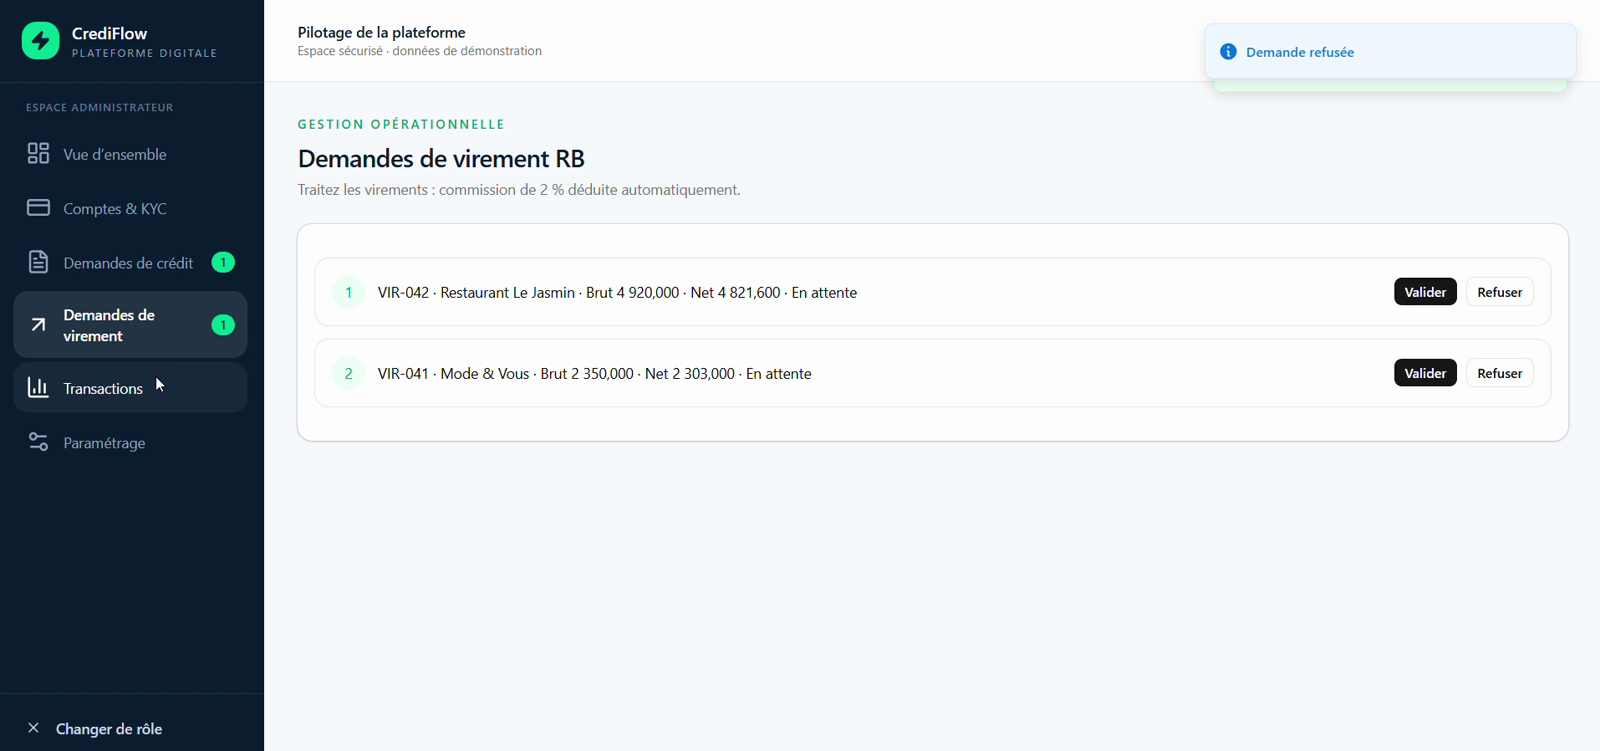 CrediFlow
PLATEFORME DIGITALE
ESPACE ADMINISTRATEUR
Vue d'ensemble
Comptes & KYC
Demandes de crédit 1
Demandes de
virement 1
Transactions
Paramétrage
Changer de rôle
Pilotage de la plateforme
Espace sécurisé · données de démonstration
Demande refusée
GESTION OPÉRATIONNELLE
Demandes de virement RB
Traitez les virements : commission de 2 % déduite automatiquement.
1 VIR-042 · Restaurant Le Jasmin · Brut 4 920,000 · Net 4 821,600 · En attente Valider Refuser
2 VIR-041 · Mode & Vous · Brut 2 350,000 · Net 2 303,000 · En attente Valider Refuser